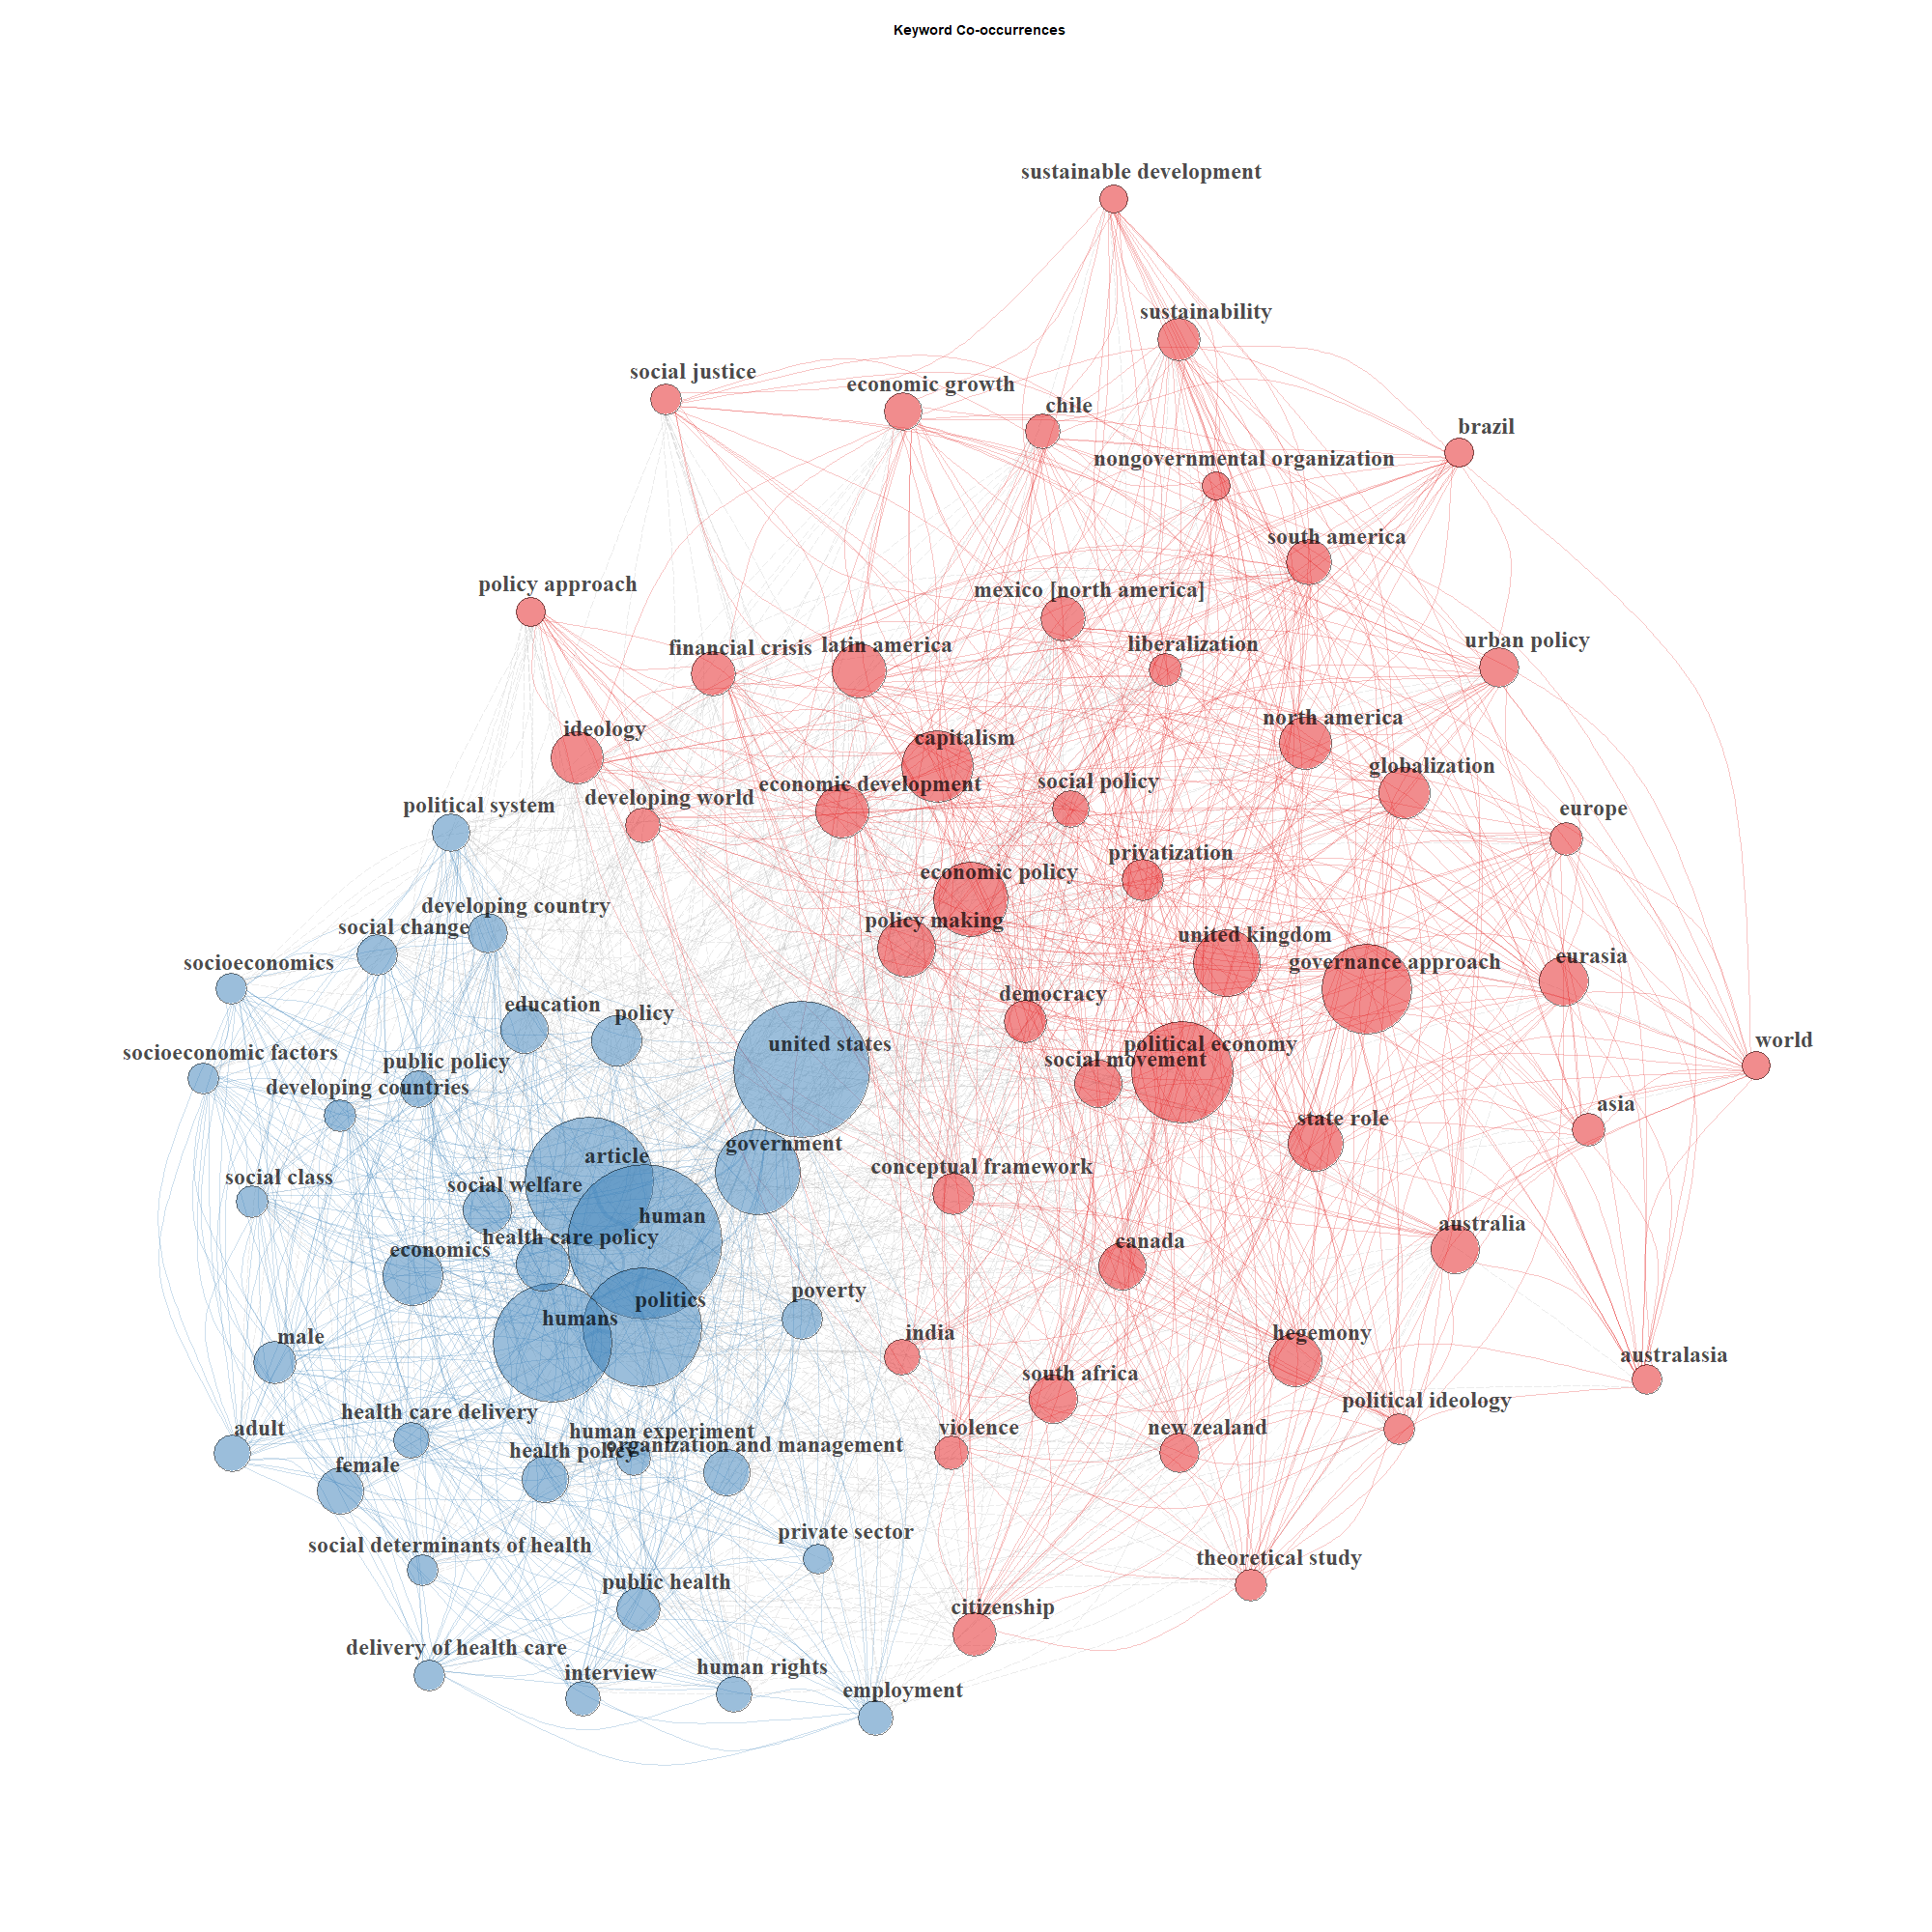 Keyword Co-occurrences
sustainable development
sustainability
social justice
economic growth
chile
brazil
nongovernmental organization
south america
policy approach
mexico [north america]
financial crisis
latin america
liberalization
urban policy
ideology
north america
capitalism
globalization
economic development
social policy
developing world
political system
europe
privatization
economic policy
developing country
policy making
social change
united kingdom
eurasia
socioeconomics
governance approach
democracy
education
policy
united states
political economy
world
socioeconomic factors
public policy
social movement
developing countries
asia
state role
government
article
conceptual framework
social class
social welfare
human
australia
health care policy
canada
economics
poverty
politics
humans
india
hegemony
male
australasia
south africa
political ideology
health care delivery
adult
violence
new zealand
human experiment
organization and management
health policy
female
private sector
social determinants of health
theoretical study
public health
citizenship
delivery of health care
human rights
interview
employment